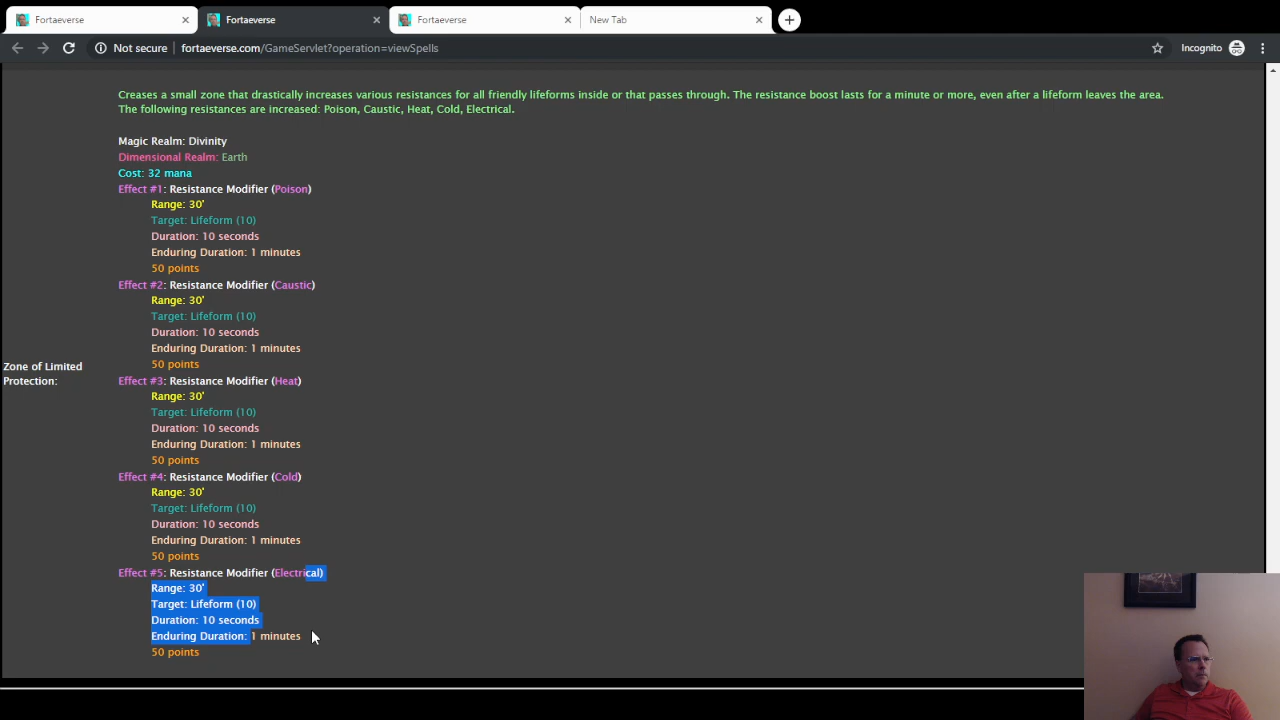 Fortaeverse
Fortaeverse
Fortaeverse
New Tab
Not secure
fortaeverse.com/GameServlet?operation=viewSpells
Incognito
Creases a small zone that drastically increases various resistances for all friendly lifeforms inside or that passes through. The resistance boost lasts for a minute or more, even after a lifeform leaves the area.
The following resistances are increased: Poison, Caustic, Heat, Cold, Electrical.
Magic Realm: Divinity
Dimensional Realm: Earth
Cost: 32 mana
Effect #1: Resistance Modifier (Poison)
Range: 30'
Target: Lifeform (10)
Duration: 10 seconds
Enduring Duration: 1 minutes
50 points
Effect #2: Resistance Modifier (Caustic)
Range: 30'
Target: Lifeform (10)
Duration: 10 seconds
Enduring Duration: 1 minutes
50 points
Zone of Limited
Protection:
Effect #3: Resistance Modifier (Heat)
Range: 30'
Target: Lifeform (10)
Duration: 10 seconds
Enduring Duration: 1 minutes
50 points
Effect #4: Resistance Modifier (Cold)
Range: 30'
Target: Lifeform (10)
Duration: 10 seconds
Enduring Duration: 1 minutes
50 points
Effect #5: Resistance Modifier (Electrical)
Range: 30'
Target: Lifeform (10)
Duration: 10 seconds
Enduring Duration: 1 minutes
50 points